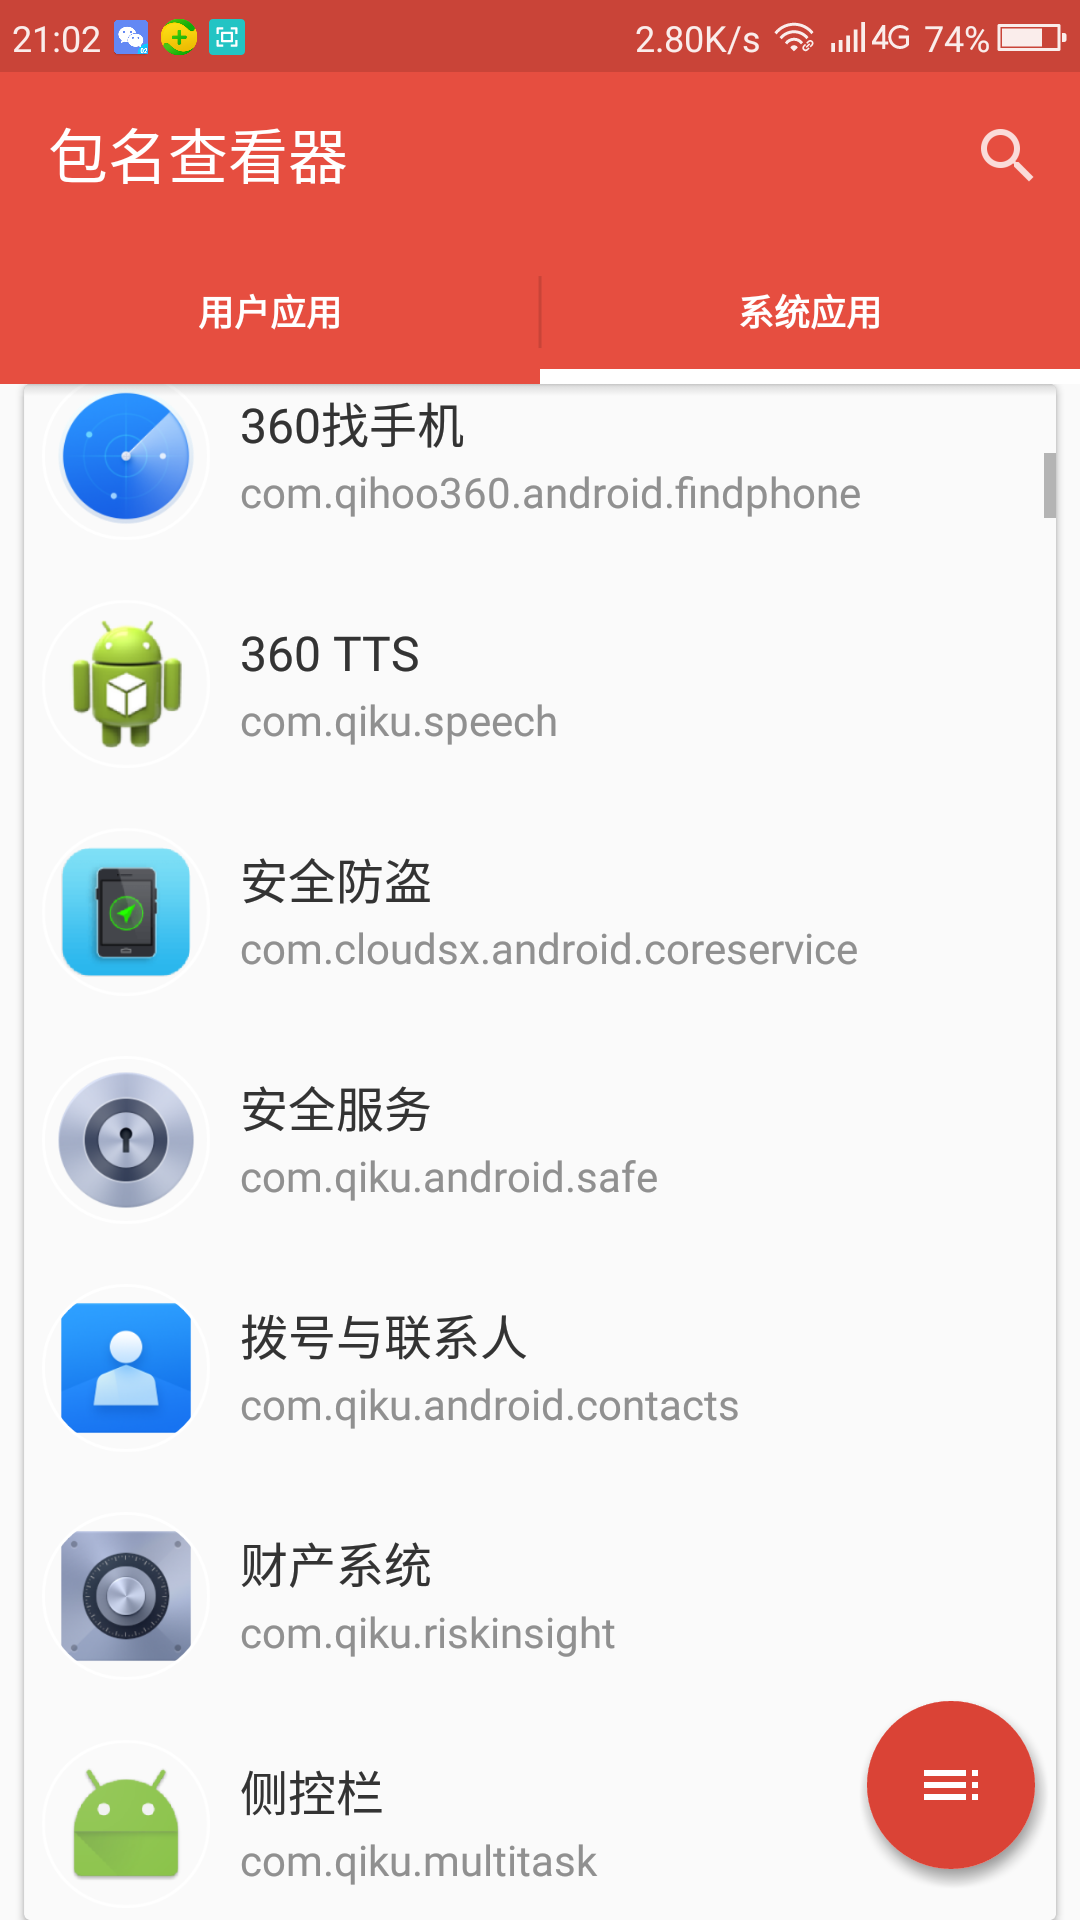 21:02
2.80K/s 4G 74%
包名查看器
用户应用 系统应用
360找手机
com.qihoo360.android.findphone
360 TTS
com.qiku.speech
安全防盗
com.cloudsx.android.coreservice
安全服务
com.qiku.android.safe
拨号与联系人
com.qiku.android.contacts
财产系统
com.qiku.riskinsight
侧控栏
com.qiku.multitask